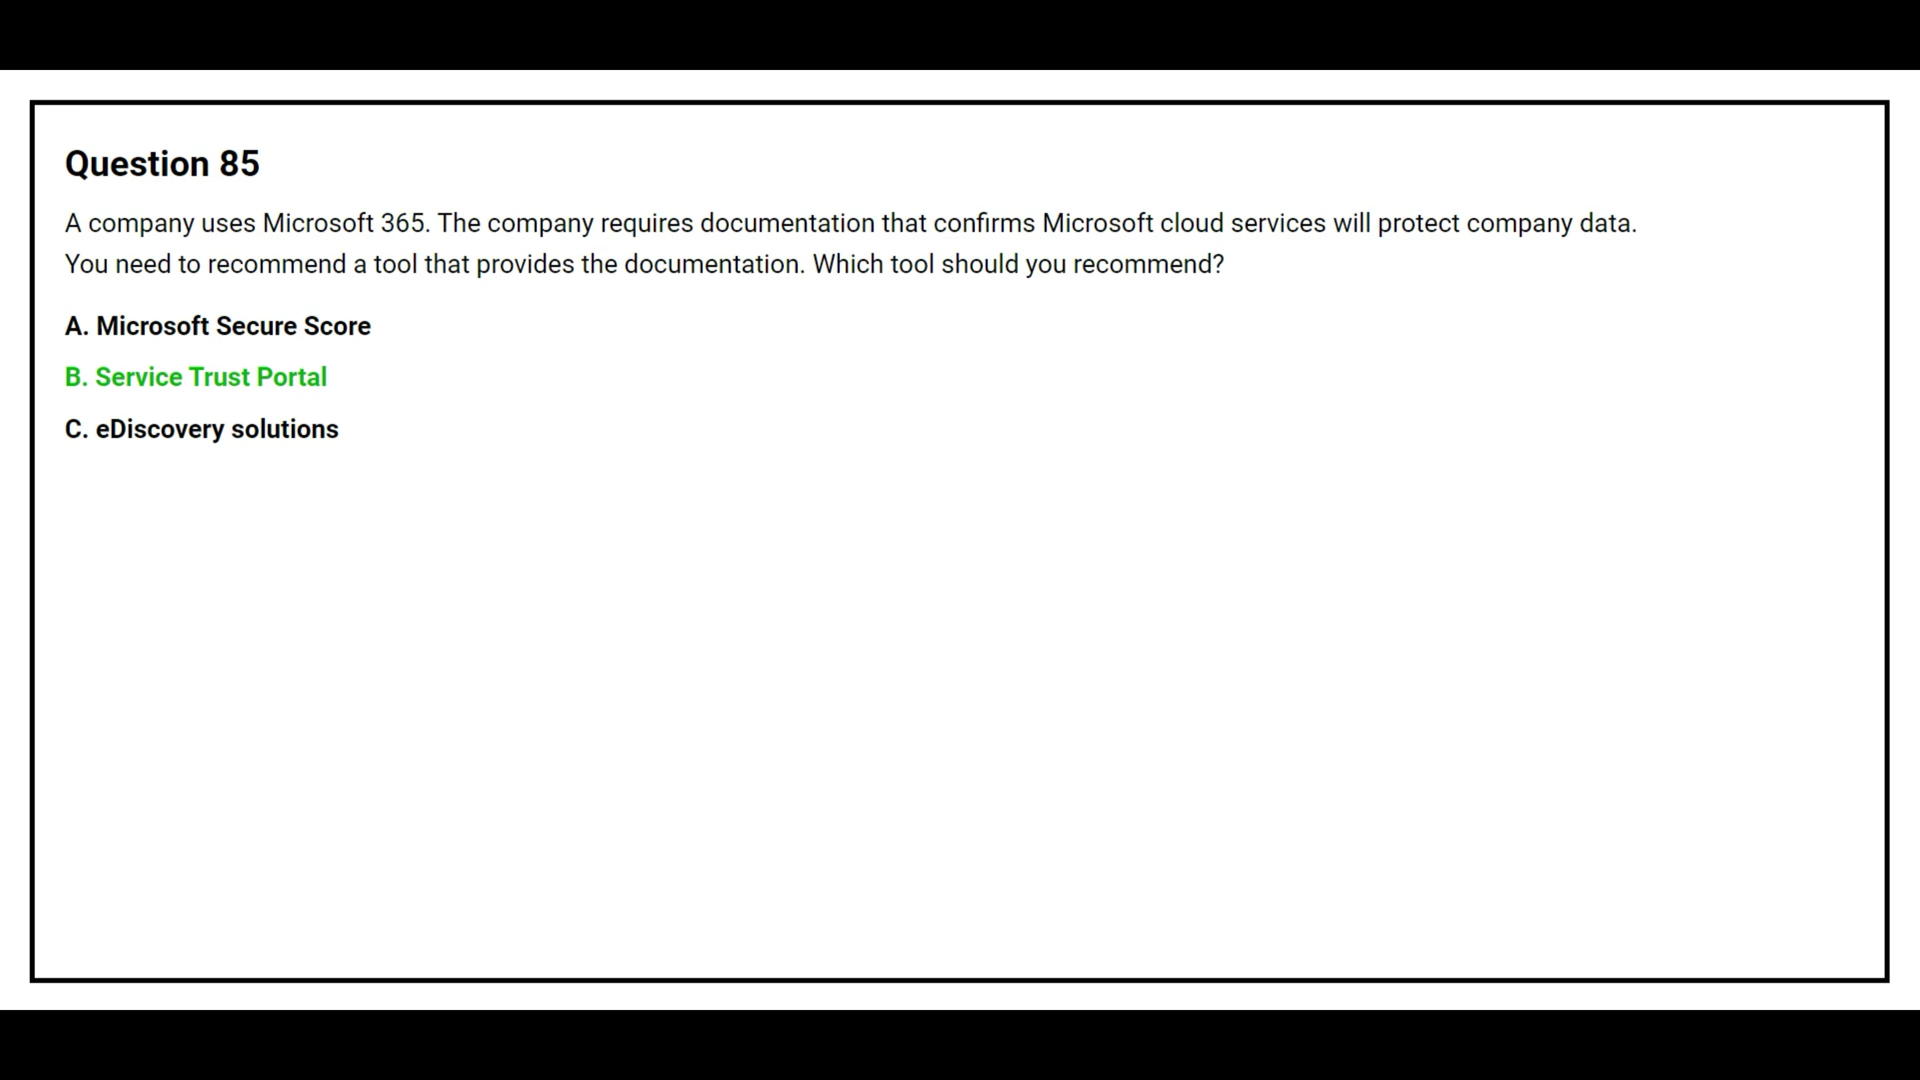 Question 85
A company uses Microsoft 365. The company requires documentation that confirms Microsoft cloud services will protect company data.
You need to recommend a tool that provides the documentation. Which tool should you recommend?
A. Microsoft Secure Score
B. Service Trust Portal
C. eDiscovery solutions